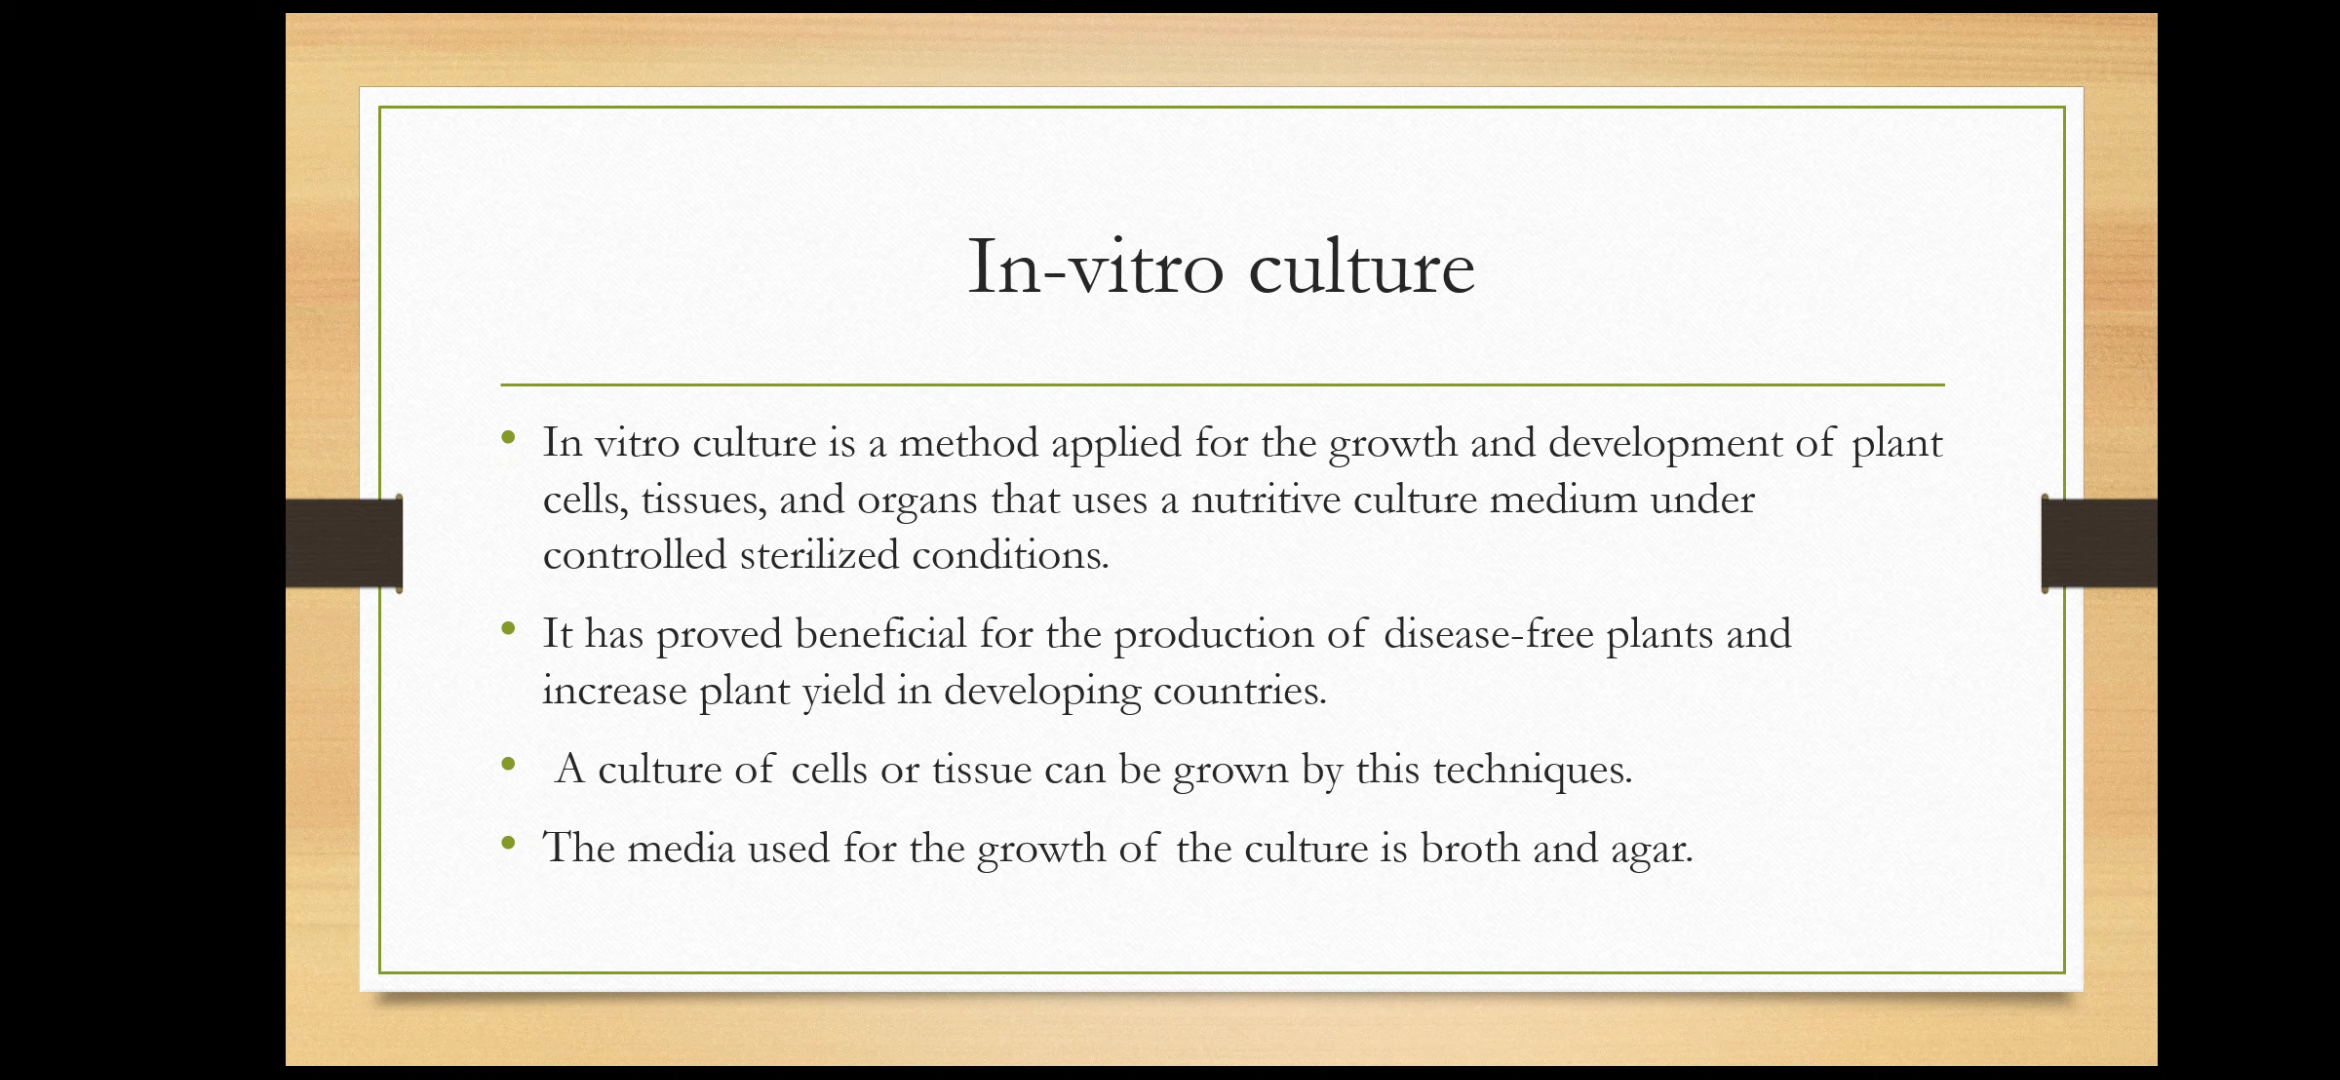 In-vitro culture
• In vitro culture is a method applied for the growth and development of plant
cells, tissues, and organs that uses a nutritive culture medium under
controlled sterilized conditions.
• It has proved beneficial for the production of disease-free plants and
increase plant yield in developing countries.
• A culture of cells or tissue can be grown by this techniques.
• The media used for the growth of the culture is broth and agar.